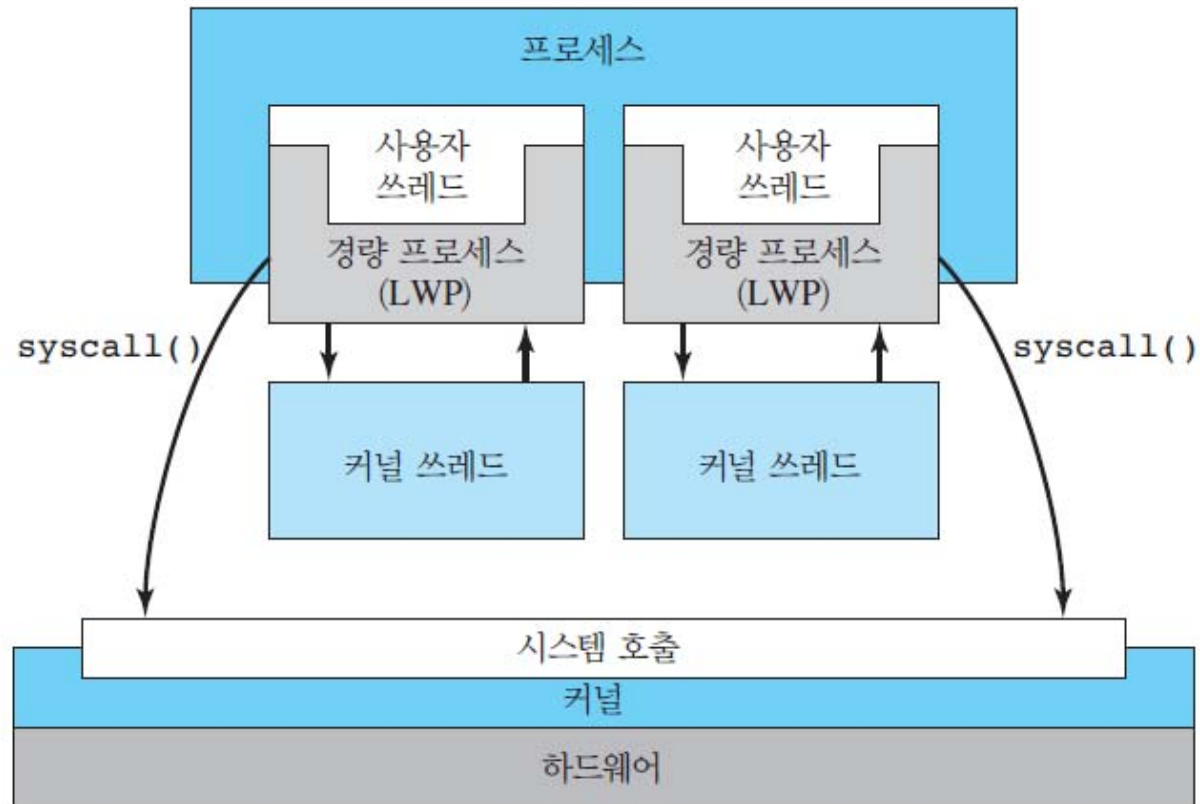 프로세스
사용자
쓰레드
경량 프로세스
(LWP)
사용자
쓰레드
경량 프로세스
(LWP)
syscall()
syscall()
커널 쓰레드
커널 쓰레드
시스템 호출
커널
하드웨어